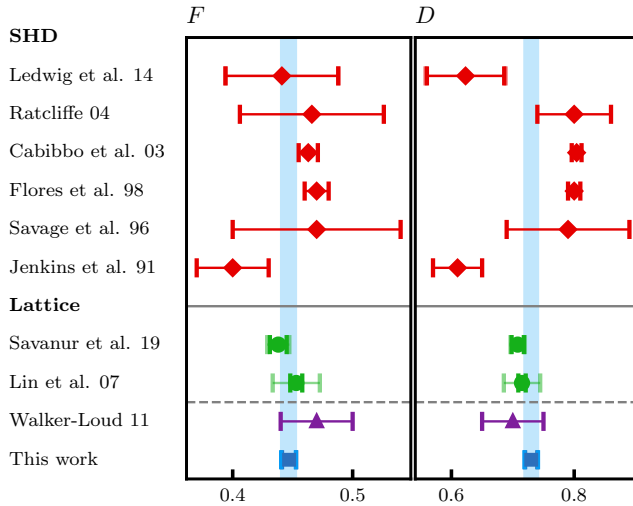 F D
SHD
Ledwig et al. 14
Ratcliffe 04
Cabibbo et al. 03
Flores et al. 98
Savage et al. 96
Jenkins et al. 91
Lattice
Savanur et al. 19
Lin et al. 07
Walker-Loud 11
This work
0.4 0.5 0.6 0.8